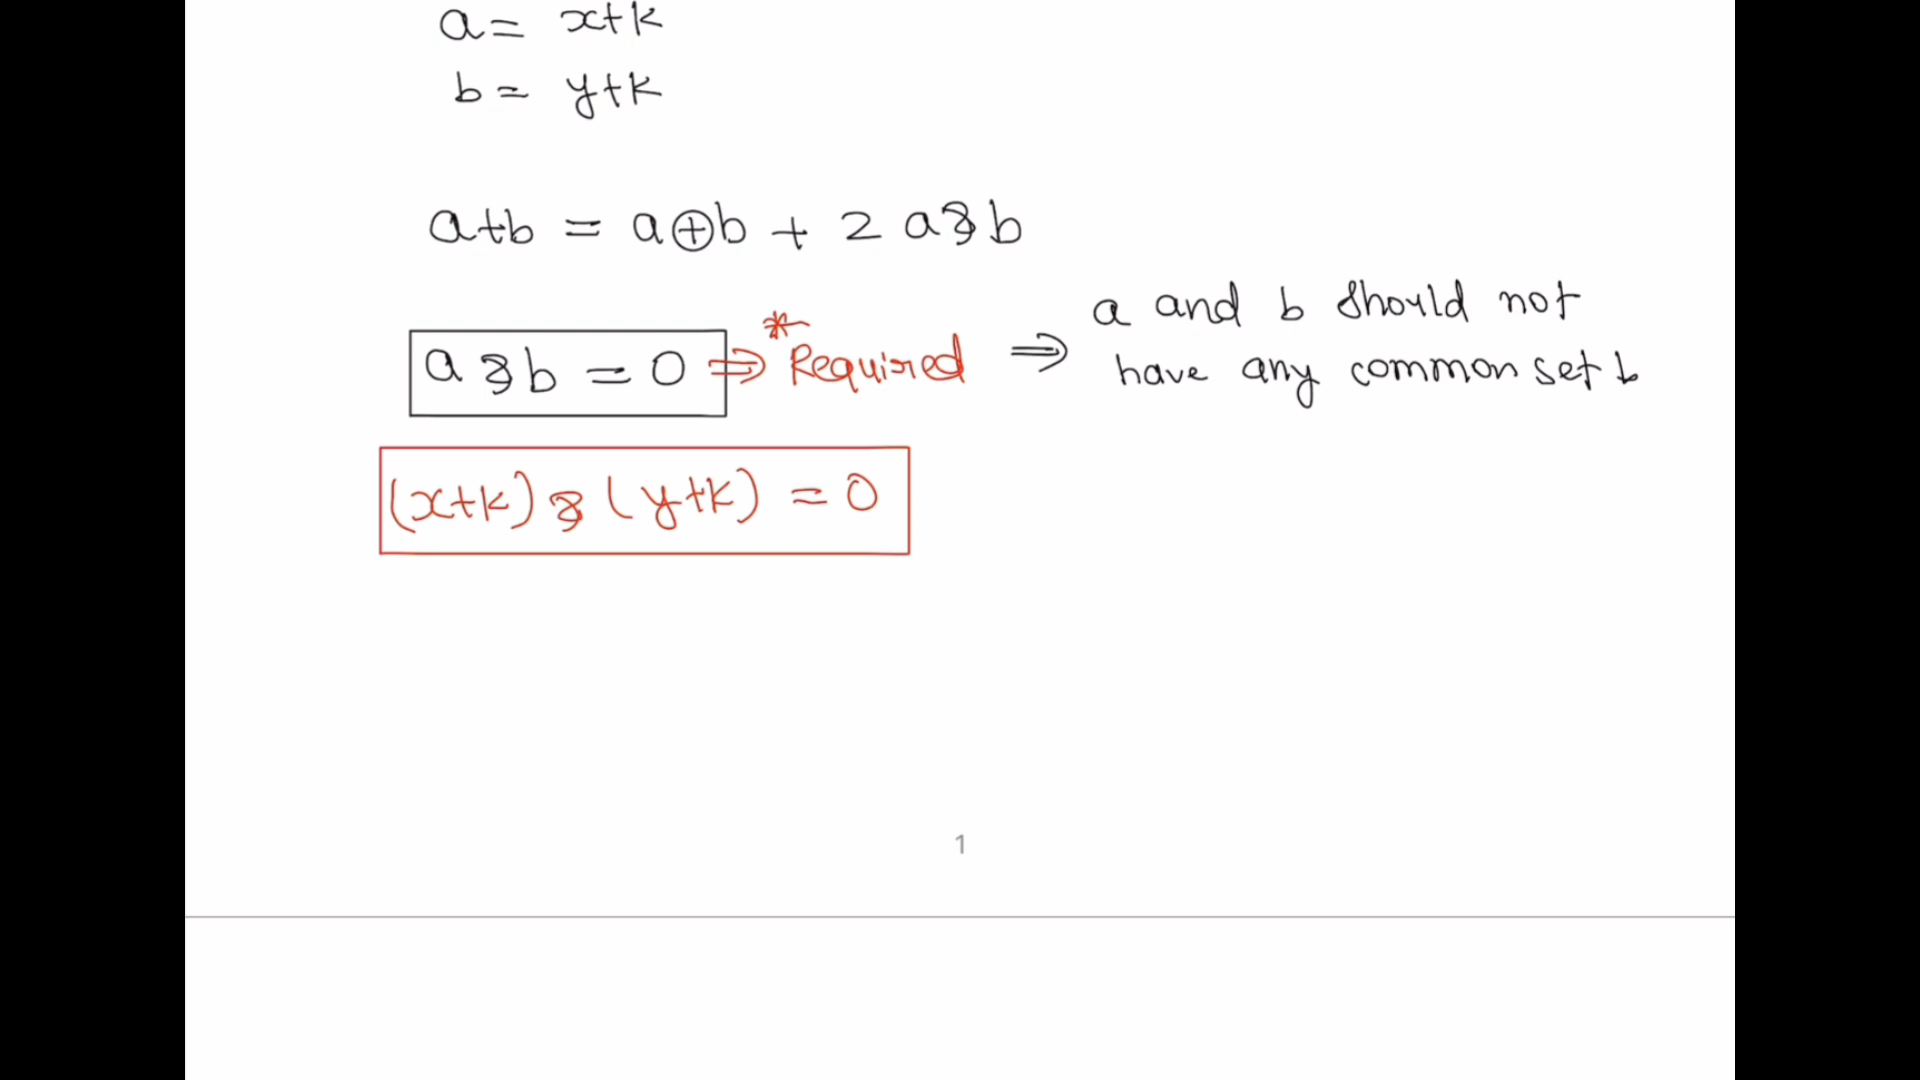 a = x+k
b = y+k
a+b = a⊕b + 2 a&b
a & b = 0 ⇒ *Required ⇒ a and b should not
have any common set b
(x+k) & (y+k) = 0
1